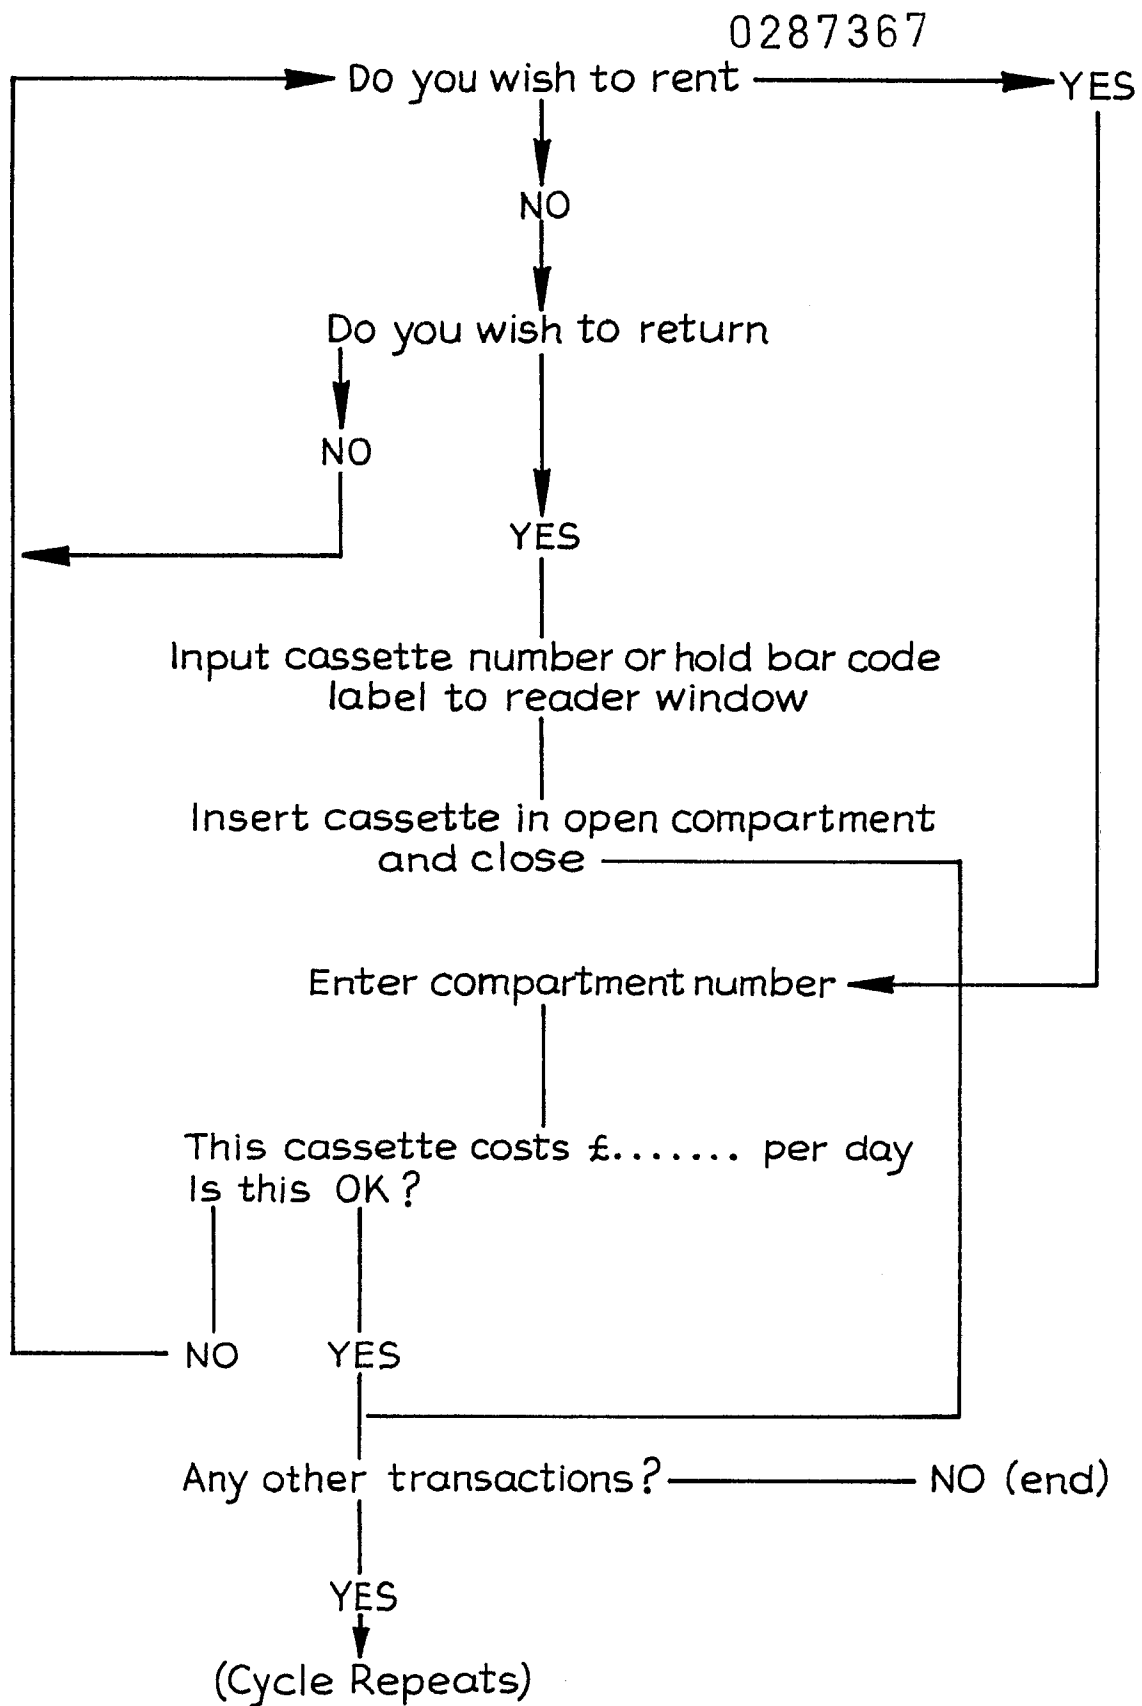 0287367
Do you wish to rent
YES
NO
Do you wish to return
NO
YES
Input cassette number or hold bar code
label to reader window
Insert cassette in open compartment
and close
Enter compartment number
This cassette costs £....... per day
Is this OK?
NO YES
Any other transactions? NO (end)
YES
(Cycle Repeats)